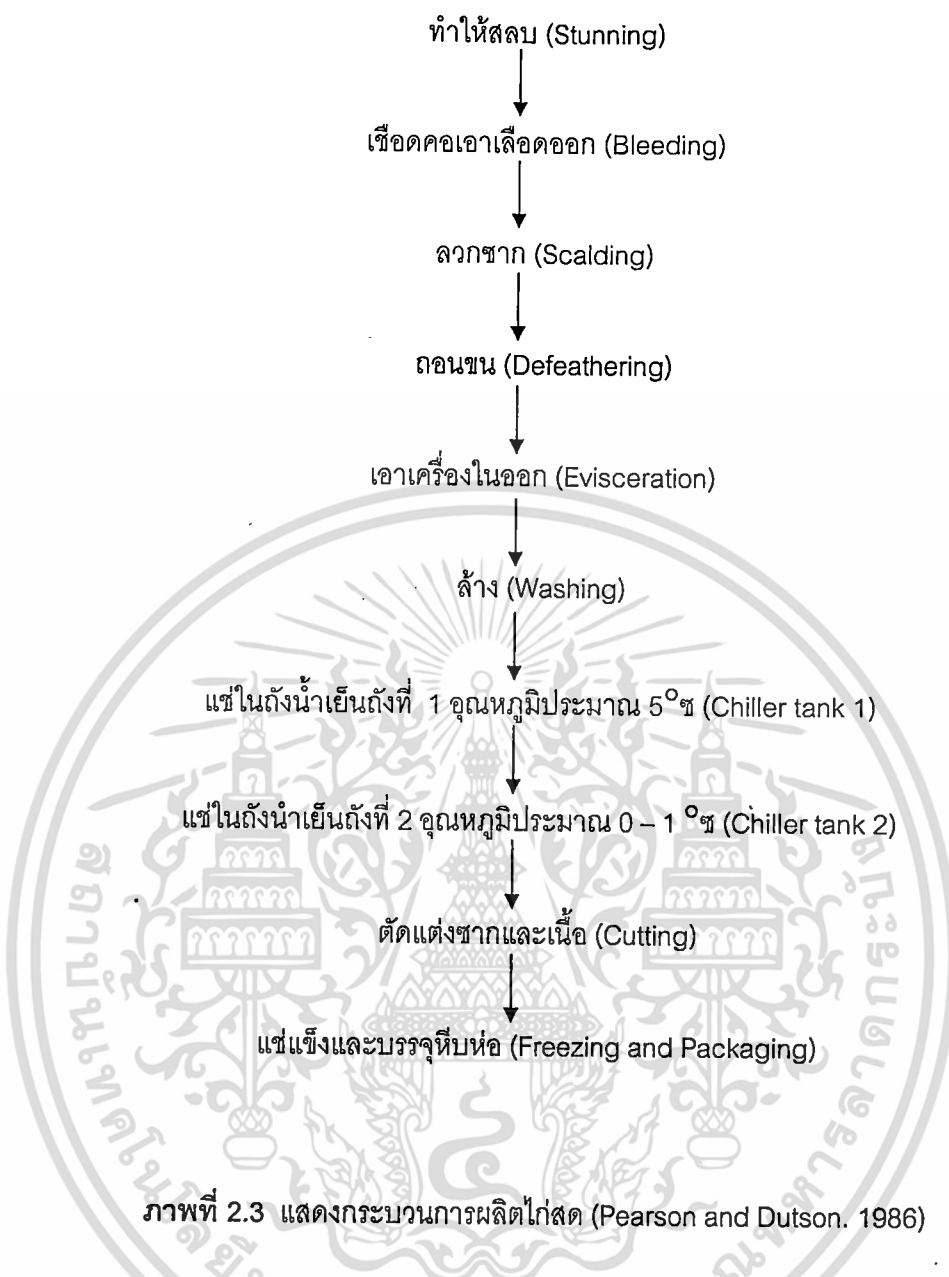 ทำให้สลบ (Stunning)
เชือดคอเอาเลือดออก (Bleeding)
ลวกซาก (Scalding)
ถอนขน (Defeathering)
เอาเครื่องในออก (Evisceration)
ล้าง (Washing)
แช่ในถังน้ำเย็นถังที่ 1 อุณหภูมิประมาณ 5°ซ (Chiller tank 1)
แช่ในถังน้ำเย็นถังที่ 2 อุณหภูมิประมาณ 0 – 1 °ซ (Chiller tank 2)
ตัดแต่งซากและเนื้อ (Cutting)
แช่แข็งและบรรจุหีบห่อ (Freezing and Packaging)
ภาพที่ 2.3 แสดงกระบวนการผลิตไก่สด (Pearson and Dutson. 1986)